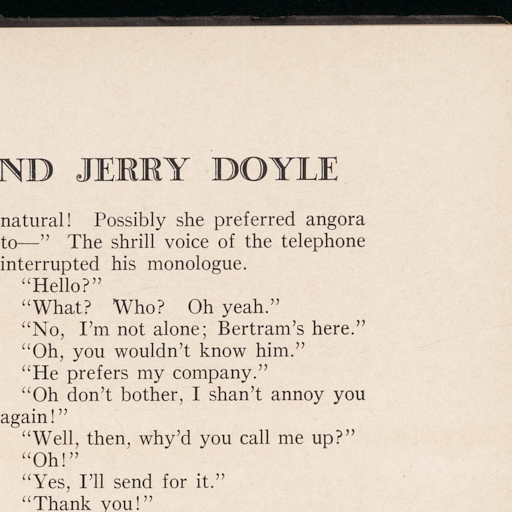 ND JERRY DOYLE
natural! Possibly she preferred angora
to—” The shrill voice of the telephone
interrupted his monologue.
“Hello?”
“What? Who? Oh yeah.”
“No, I’m not alone; Bertram’s here.”
“Oh, you wouldn’t know him.”
“He prefers my company.”
“Oh don’t bother, I shan’t annoy you
again!”
“Well, then, why’d you call me up?”
“Oh!”
“Yes, I’ll send for it.”
“Thank you!”